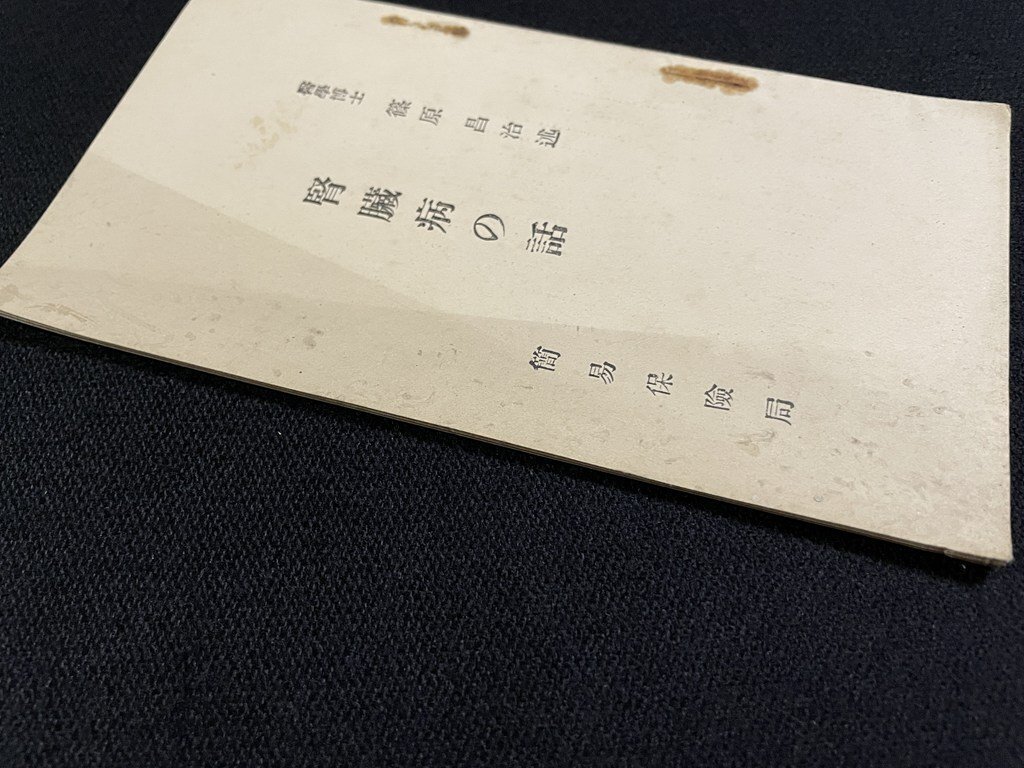 醫學博士 篠原昌治述
腎臟病の話
簡易保險局